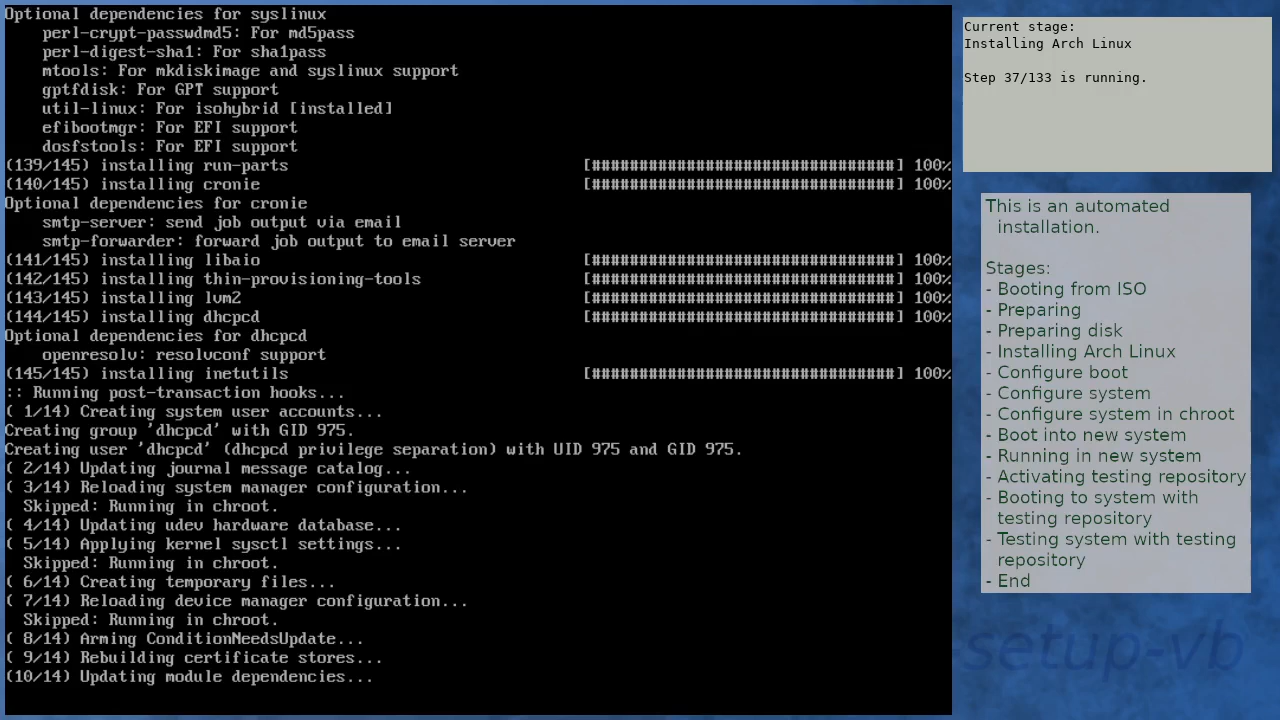 Optional dependencies for syslinux
perl-crypt-passwdmd5: For md5pass
perl-digest-sha1: For sha1pass
mtools: For mkdiskimage and syslinux support
gptfdisk: For GPT support
util-linux: For isohybrid [installed]
efibootmgr: For EFI support
dosfstools: For EFI support
(139/145) installing run-parts [################################] 100%
(140/145) installing cronie [################################] 100%
Optional dependencies for cronie
smtp-server: send job output via email
smtp-forwarder: forward job output to email server
(141/145) installing libaio [################################] 100%
(142/145) installing thin-provisioning-tools [################################] 100%
(143/145) installing lvm2 [################################] 100%
(144/145) installing dhcpcd [################################] 100%
Optional dependencies for dhcpcd
openresolv: resolvconf support
(145/145) installing inetutils [################################] 100%
:: Running post-transaction hooks...
( 1/14) Creating system user accounts...
Creating group 'dhcpcd' with GID 975.
Creating user 'dhcpcd' (dhcpcd privilege separation) with UID 975 and GID 975.
( 2/14) Updating journal message catalog...
( 3/14) Reloading system manager configuration...
Skipped: Running in chroot.
( 4/14) Updating udev hardware database...
( 5/14) Applying kernel sysctl settings...
Skipped: Running in chroot.
( 6/14) Creating temporary files...
( 7/14) Reloading device manager configuration...
Skipped: Running in chroot.
( 8/14) Arming ConditionNeedsUpdate...
( 9/14) Rebuilding certificate stores...
(10/14) Updating module dependencies...
Current stage:
Installing Arch Linux
Step 37/133 is running.
This is an automated
installation.
Stages:
- Booting from ISO
- Preparing
- Preparing disk
- Installing Arch Linux
- Configure boot
- Configure system
- Configure system in chroot
- Boot into new system
- Running in new system
- Activating testing repository
- Booting to system with
testing repository
- Testing system with testing
repository
- End
setup-vb